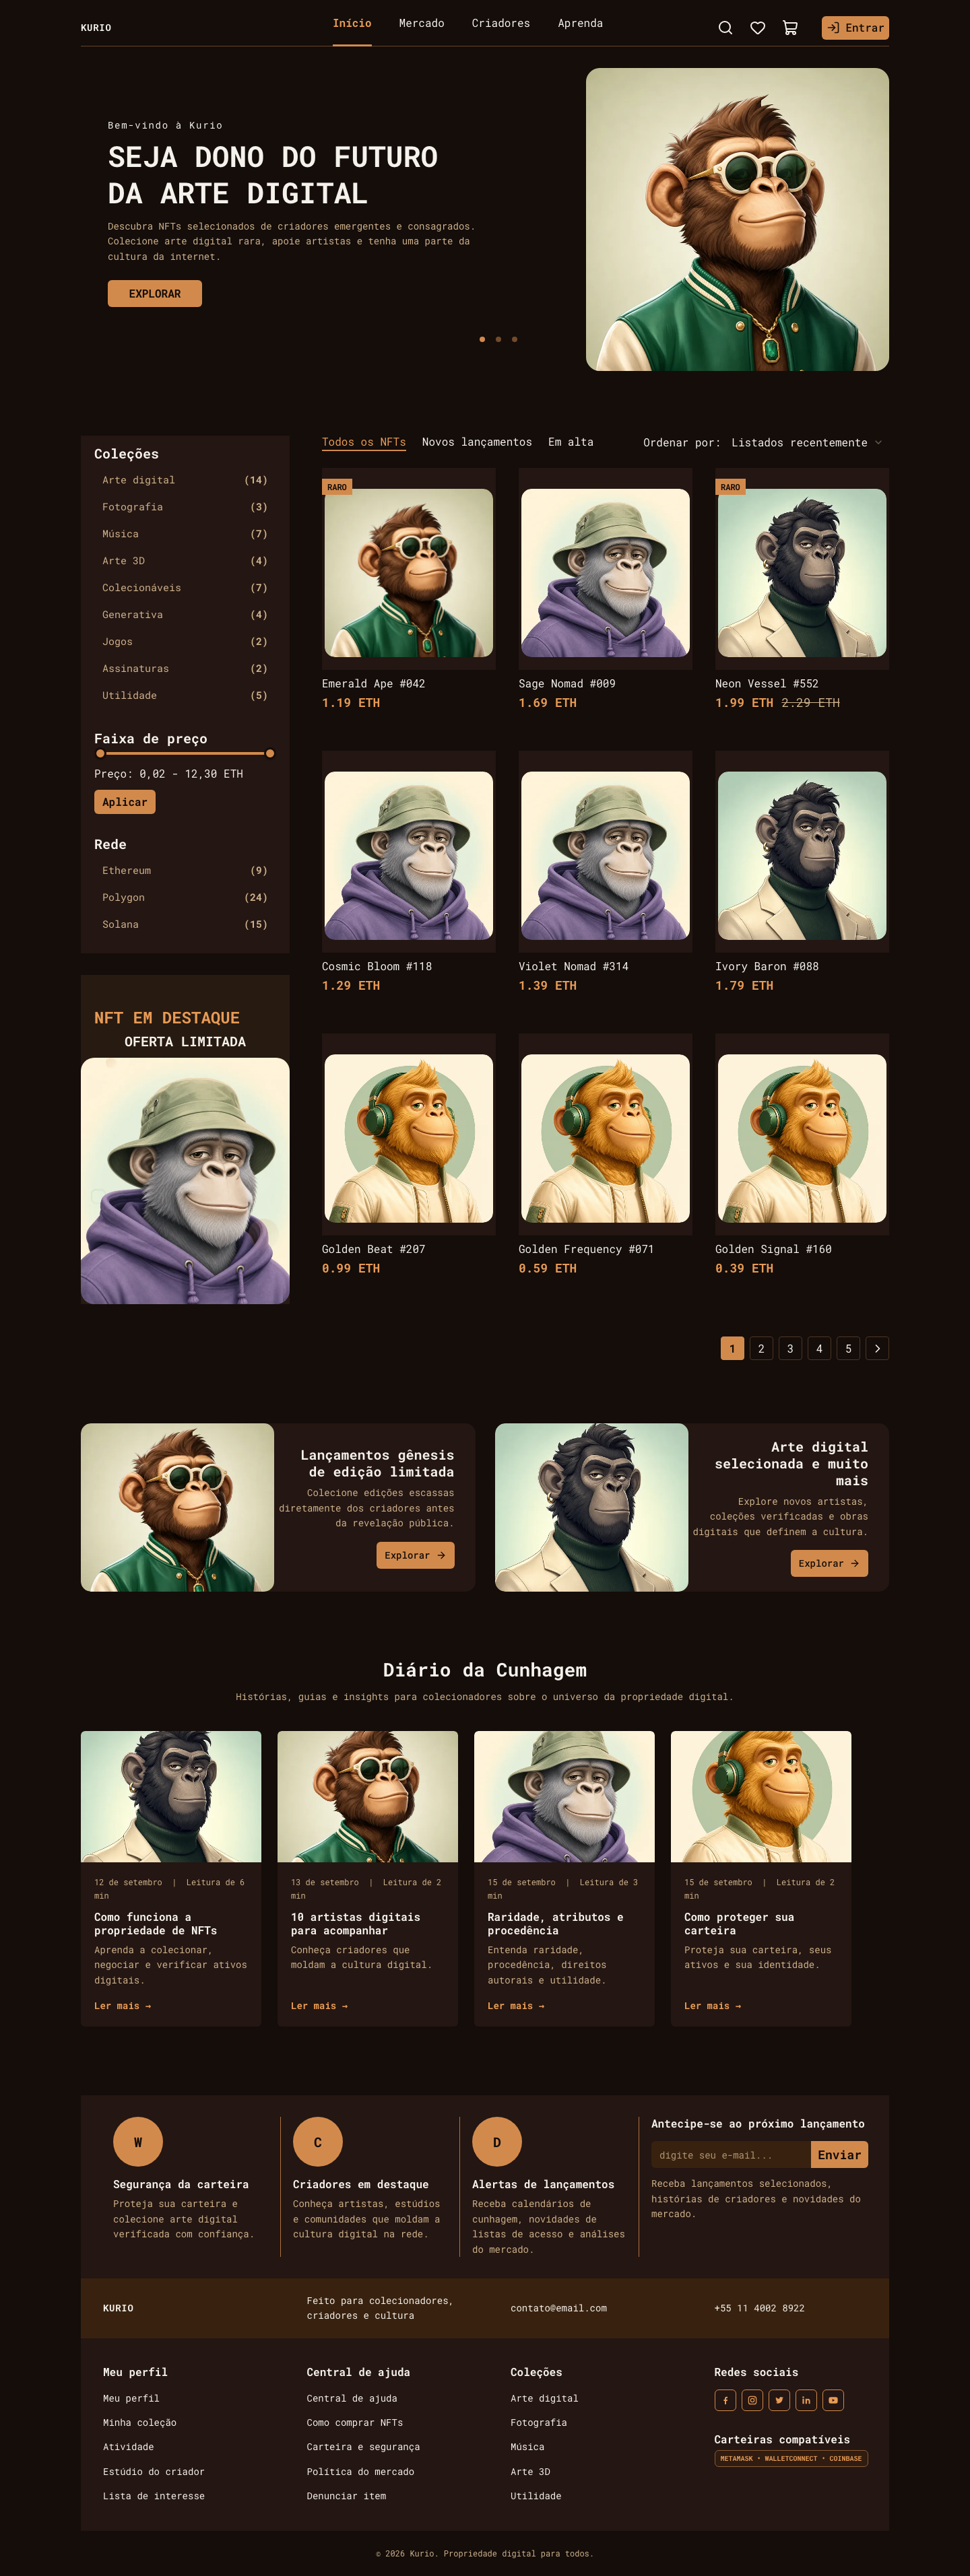 KURIO
Início
Mercado
Criadores
Aprenda
Entrar
Bem-vindo à Kurio
SEJA DONO DO FUTURO
DA ARTE DIGITAL
Descubra NFTs selecionados de criadores emergentes e consagrados.
Colecione arte digital rara, apoie artistas e tenha uma parte da
cultura da internet.
EXPLORAR
Coleções
Arte digital (14)
Fotografia (3)
Música (7)
Arte 3D (4)
Colecionáveis (7)
Generativa (4)
Jogos (2)
Assinaturas (2)
Utilidade (5)
Faixa de preço
Preço: 0,02 - 12,30 ETH
Aplicar
Rede
Ethereum (9)
Polygon (24)
Solana (15)
NFT EM DESTAQUE
OFERTA LIMITADA
Todos os NFTs
Novos lançamentos
Em alta
Ordenar por: Listados recentemente
RARO
Emerald Ape #042
1.19 ETH
Sage Nomad #009
1.69 ETH
RARO
Neon Vessel #552
1.99 ETH 2.29 ETH
Cosmic Bloom #118
1.29 ETH
Violet Nomad #314
1.39 ETH
Ivory Baron #088
1.79 ETH
Golden Beat #207
0.99 ETH
Golden Frequency #071
0.59 ETH
Golden Signal #160
0.39 ETH
1 2 3 4 5
Lançamentos gênesis
de edição limitada
Colecione edições escassas
diretamente dos criadores antes
da revelação pública.
Explorar →
Arte digital
selecionada e muito
mais
Explore novos artistas,
coleções verificadas e obras
digitais que definem a cultura.
Explorar →
Diário da Cunhagem
Histórias, guias e insights para colecionadores sobre o universo da propriedade digital.
12 de setembro | Leitura de 6
min
Como funciona a
propriedade de NFTs
Aprenda a colecionar,
negociar e verificar ativos
digitais.
Ler mais →
13 de setembro | Leitura de 2
min
10 artistas digitais
para acompanhar
Conheça criadores que
moldam a cultura digital.
Ler mais →
15 de setembro | Leitura de 3
min
Raridade, atributos e
procedência
Entenda raridade,
procedência, direitos
autorais e utilidade.
Ler mais →
15 de setembro | Leitura de 2
min
Como proteger sua
carteira
Proteja sua carteira, seus
ativos e sua identidade.
Ler mais →
W
Segurança da carteira
Proteja sua carteira e
colecione arte digital
verificada com confiança.
C
Criadores em destaque
Conheça artistas, estúdios
e comunidades que moldam a
cultura digital na rede.
D
Alertas de lançamentos
Receba calendários de
cunhagem, novidades de
listas de acesso e análises
do mercado.
Antecipe-se ao próximo lançamento
digite seu e-mail...
Enviar
Receba lançamentos selecionados,
histórias de criadores e novidades do
mercado.
KURIO
Feito para colecionadores,
criadores e cultura
contato@email.com
+55 11 4002 8922
Meu perfil
Meu perfil
Minha coleção
Atividade
Estúdio do criador
Lista de interesse
Central de ajuda
Central de ajuda
Como comprar NFTs
Carteira e segurança
Política do mercado
Denunciar item
Coleções
Arte digital
Fotografia
Música
Arte 3D
Utilidade
Redes sociais
Carteiras compatíveis
METAMASK • WALLETCONNECT • COINBASE
© 2026 Kurio. Propriedade digital para todos.